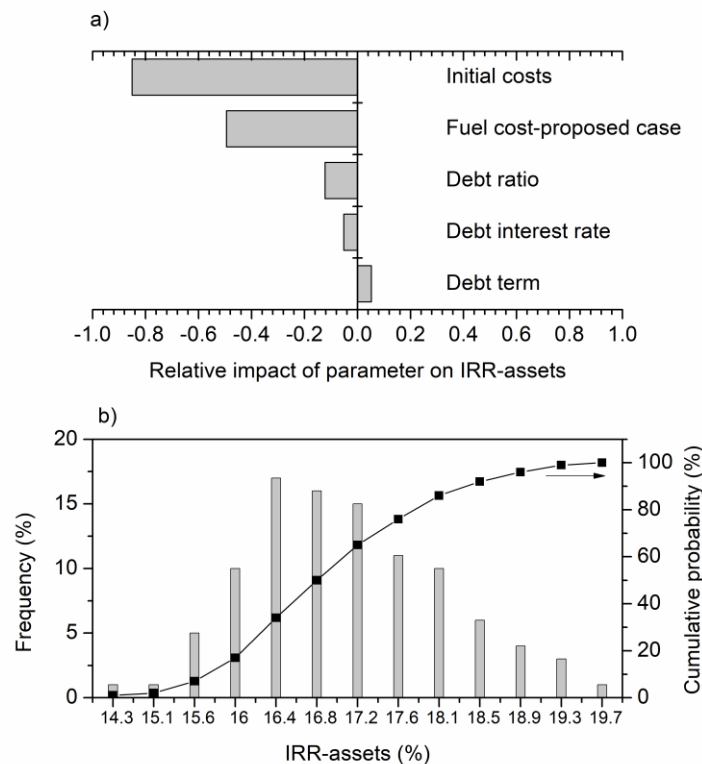 a)
Initial costs
Fuel cost-proposed case
Debt ratio
Debt interest rate
Debt term
-1.0 -0.8 -0.6 -0.4 -0.2 0.0 0.2 0.4 0.6 0.8 1.0
Relative impact of parameter on IRR-assets
b)
20
15
10
5
0
Frequency (%)
100
80
60
40
20
0
Cumulative probability (%)
14.3 15.1 15.6 16 16.4 16.8 17.2 17.6 18.1 18.5 18.9 19.3 19.7
IRR-assets (%)